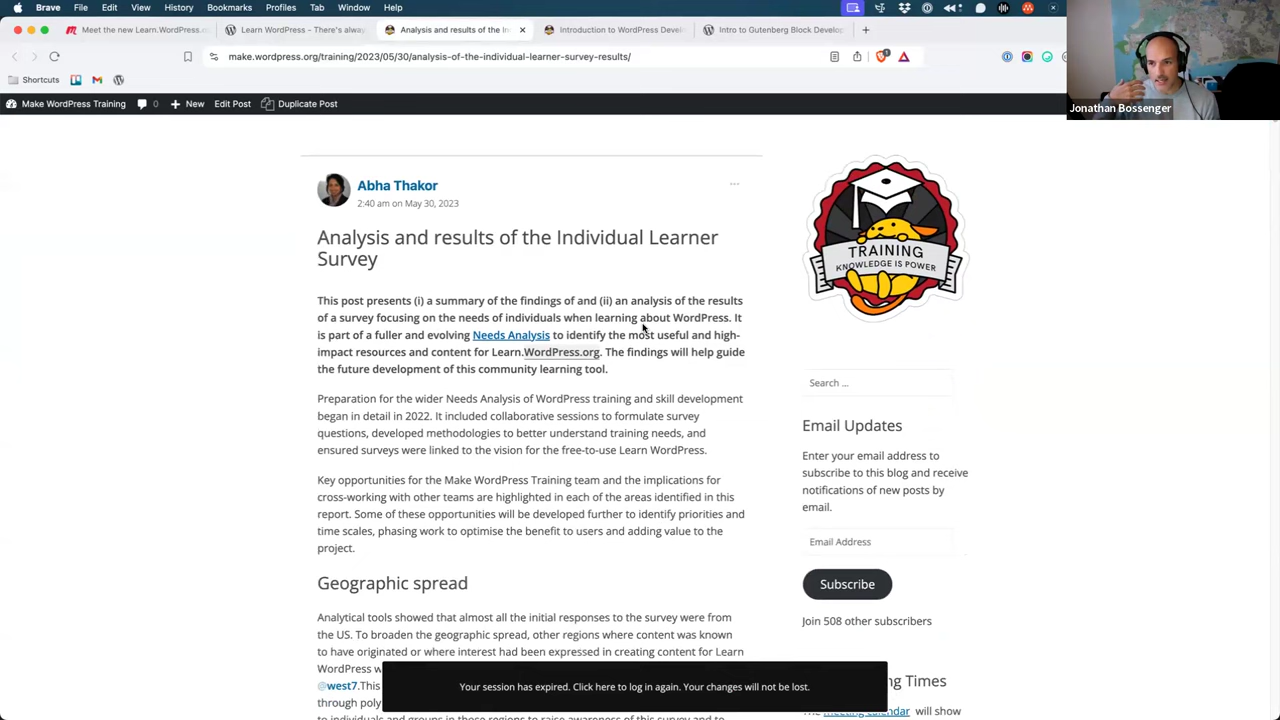 Brave File Edit View History Bookmarks
Meet the new Learn.WordPress.o
Learn WordPress – There's alway
Analysis and results of the In
Introduction to WordPress Devel
Intro to Gutenberg Block Develop
make.wordpress.org/training/2023/05/30/analysis-of-the-individual-learner-survey-results/
Shortcuts
Make WordPress Training 0 New Edit Post Duplicate Post
Jonathan Bossenger
Abha Thakor
2:40 am on May 30, 2023
Analysis and results of the Individual Learner
Survey
This post presents (i) a summary of the findings of and (ii) an analysis of the results
of a survey focusing on the needs of individuals when learning about WordPress. It
is part of a fuller and evolving Needs Analysis to identify the most useful and high-
impact resources and content for Learn.WordPress.org. The findings will help guide
the future development of this community learning tool.
Preparation for the wider Needs Analysis of WordPress training and skill development
began in detail in 2022. It included collaborative sessions to formulate survey
questions, developed methodologies to better understand training needs, and
ensured surveys were linked to the vision for the free-to-use Learn WordPress.
Key opportunities for the Make WordPress Training team and the implications for
cross-working with other teams are highlighted in each of the areas identified in this
report. Some of these opportunities will be developed further to identify priorities and
time scales, phasing work to optimise the benefit to users and adding value to the
project.
Geographic spread
Analytical tools showed that almost all the initial responses to the survey were from
the US. To broaden the geographic spread, other regions where content was known
to have originated or where interest had been expressed in creating content for Learn
WordPress w
@west7.This
through poly
to individuals and groups in those regions to raise awareness of this survey and to
Your session has expired. Click here to log in again. Your changes will not be lost.
TRAINING
KNOWLEDGE IS POWER
Search ...
Email Updates
Enter your email address to
subscribe to this blog and receive
notifications of new posts by
email.
Email Address
Subscribe
Join 508 other subscribers
ng Times
The meeting calendar will show